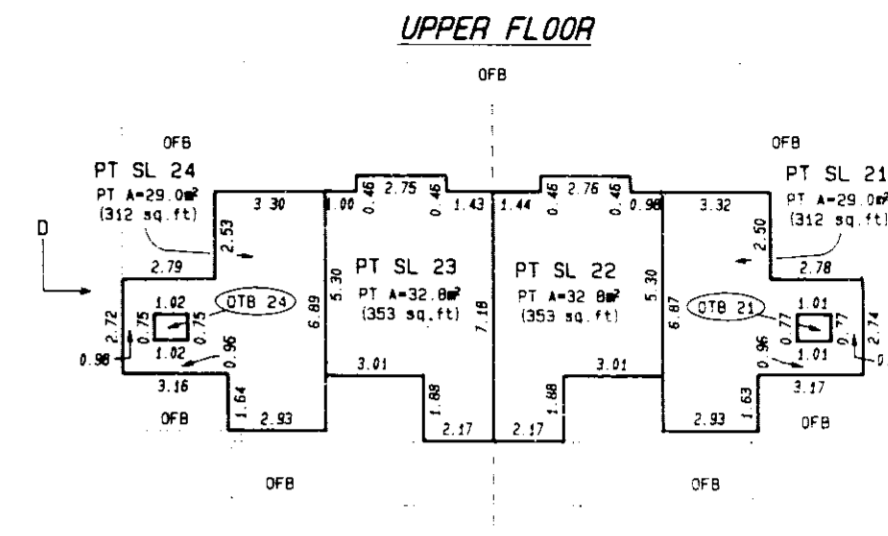 UPPER FLOOR
OFB
OFB
OFB
PT SL 24
PT A=29.0m²
(312 sq.ft)
PT SL 21
PT A=29.0m²
(312 sq.ft)
D
3.30
1.00
0.46
2.75
0.46
1.43
1.44
0.46
2.76
0.46
0.98
3.32
2.53
2.50
2.79
2.78
PT SL 23
PT A=32.8m²
(353 sq.ft)
PT SL 22
PT A=32.8m²
(353 sq.ft)
5.30
5.30
6.89
7.18
6.87
2.72
0.75
1.02
0.75
1.02
OTB 24
OTB 21
0.77
1.01
0.77
1.01
2.74
0.98
0.96
0.96
0.
3.16
3.01
3.01
3.17
OFB
1.64
2.93
1.88
2.17
2.17
1.88
2.93
1.63
OFB
OFB
OFB